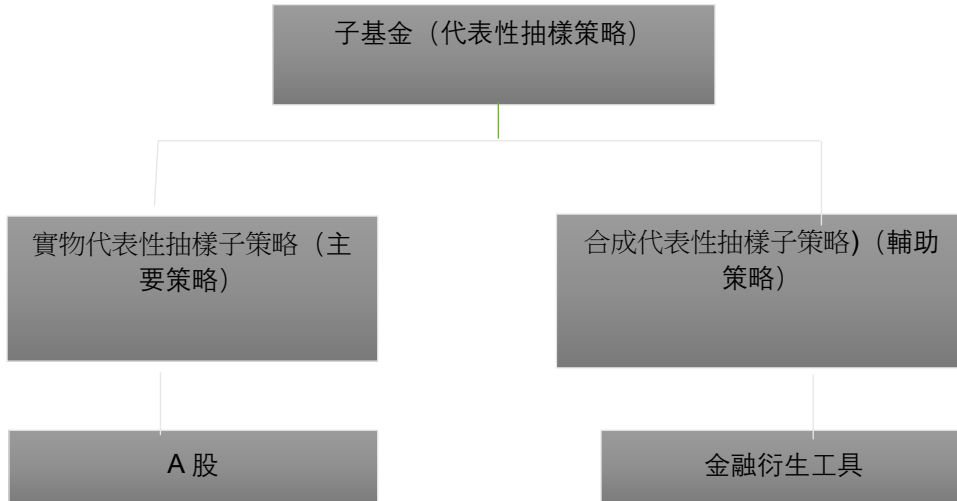 子基金（代表性抽樣策略）
實物代表性抽樣子策略（主
要策略）
合成代表性抽樣子策略)（輔助
策略）
A 股
金融衍生工具